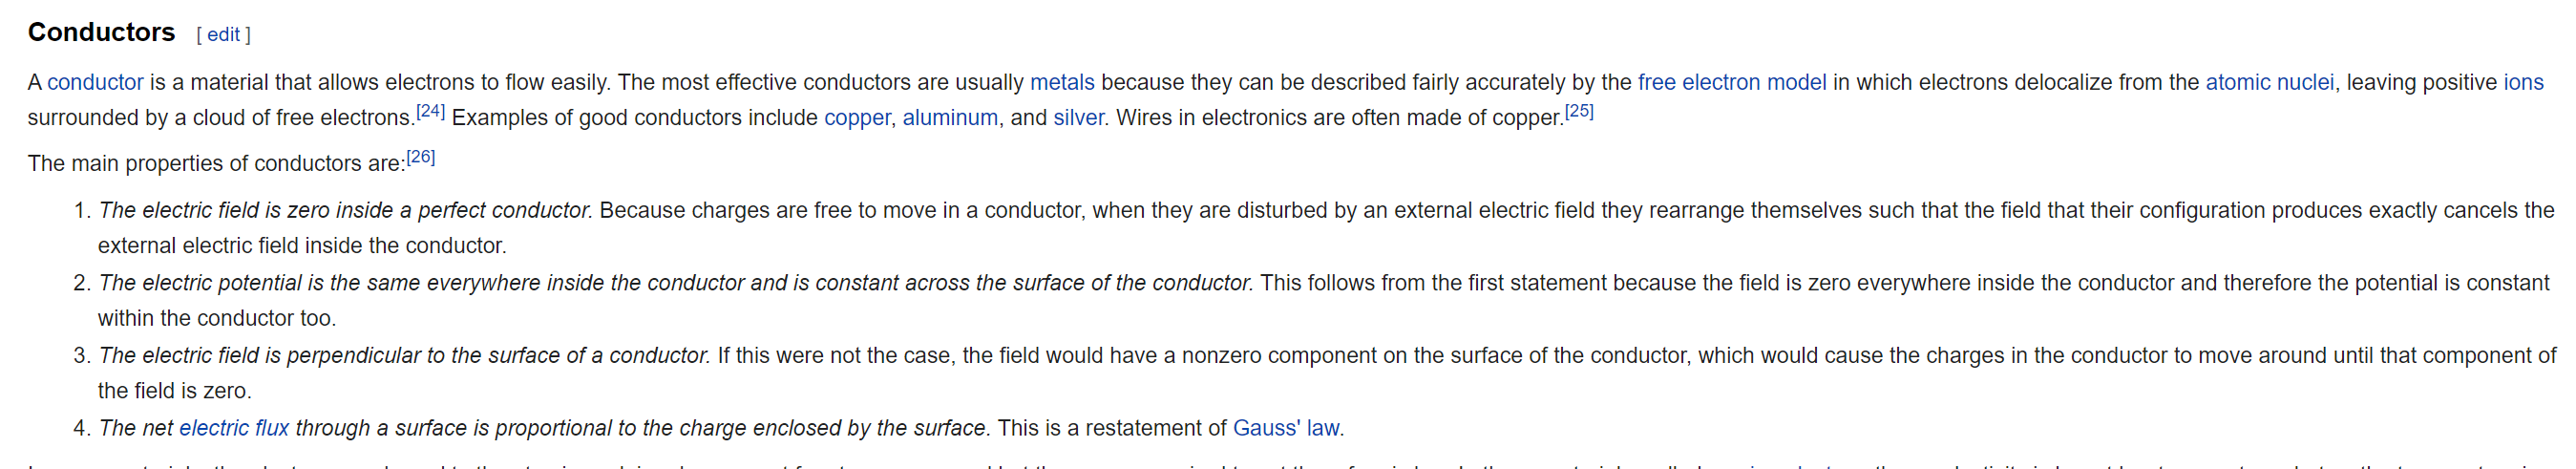 Conductors [ edit ]
A conductor is a material that allows electrons to flow easily. The most effective conductors are usually metals because they can be described fairly accurately by the free electron model in which electrons delocalize from the atomic nuclei, leaving positive ions
surrounded by a cloud of free electrons.[24] Examples of good conductors include copper, aluminum, and silver. Wires in electronics are often made of copper.[25]
The main properties of conductors are:[26]
1. The electric field is zero inside a perfect conductor. Because charges are free to move in a conductor, when they are disturbed by an external electric field they rearrange themselves such that the field that their configuration produces exactly cancels the
external electric field inside the conductor.
2. The electric potential is the same everywhere inside the conductor and is constant across the surface of the conductor. This follows from the first statement because the field is zero everywhere inside the conductor and therefore the potential is constant
within the conductor too.
3. The electric field is perpendicular to the surface of a conductor. If this were not the case, the field would have a nonzero component on the surface of the conductor, which would cause the charges in the conductor to move around until that component of
the field is zero.
4. The net electric flux through a surface is proportional to the charge enclosed by the surface. This is a restatement of Gauss' law.